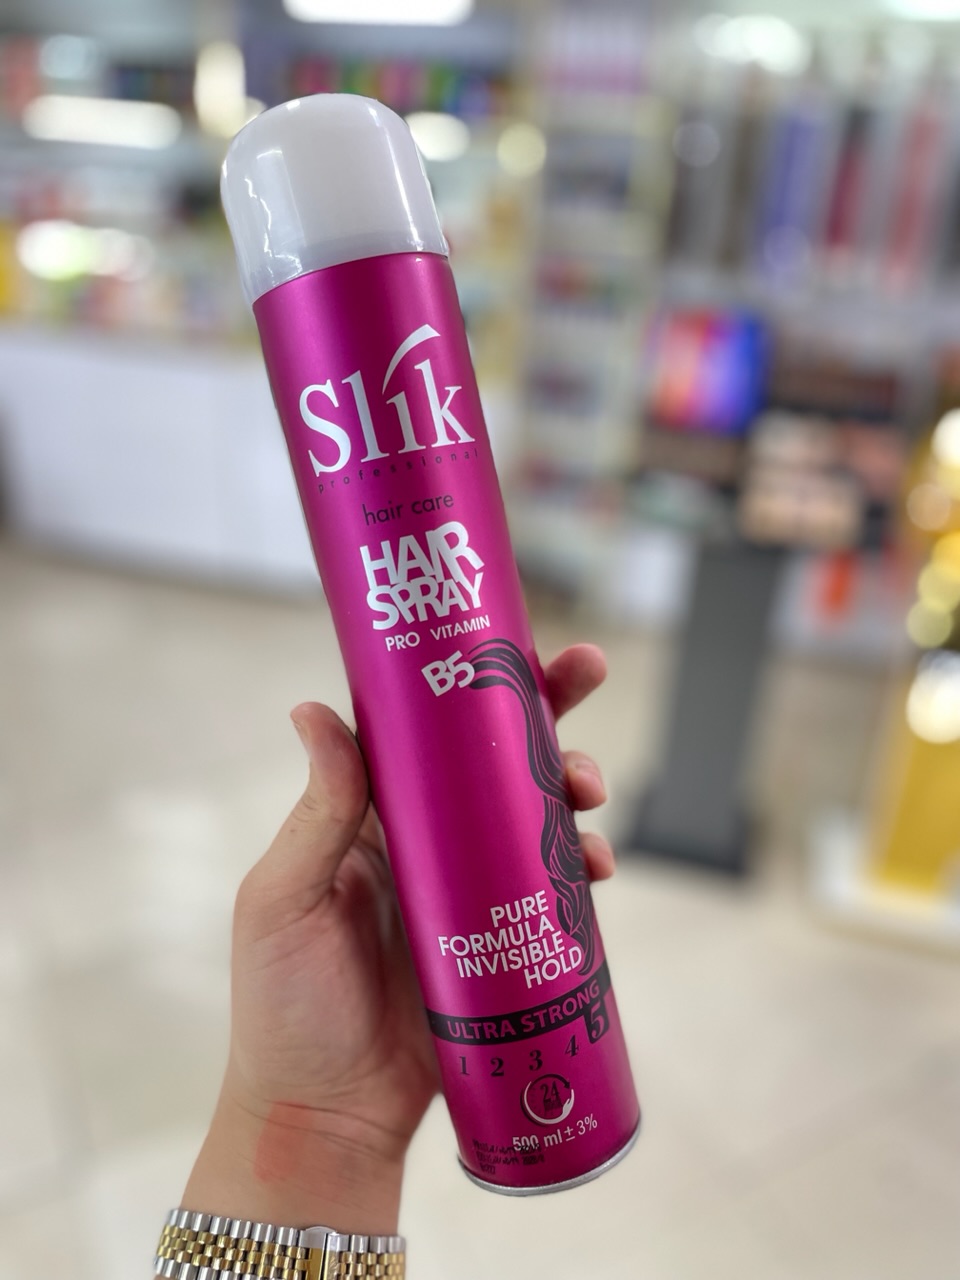 Slik
professional
hair care
HAIR
SPRAY
PRO VITAMIN
B5
PURE
FORMULA
INVISIBLE
HOLD
ULTRA STRONG
1 2 3 4 5
24
500 ml ± 3%